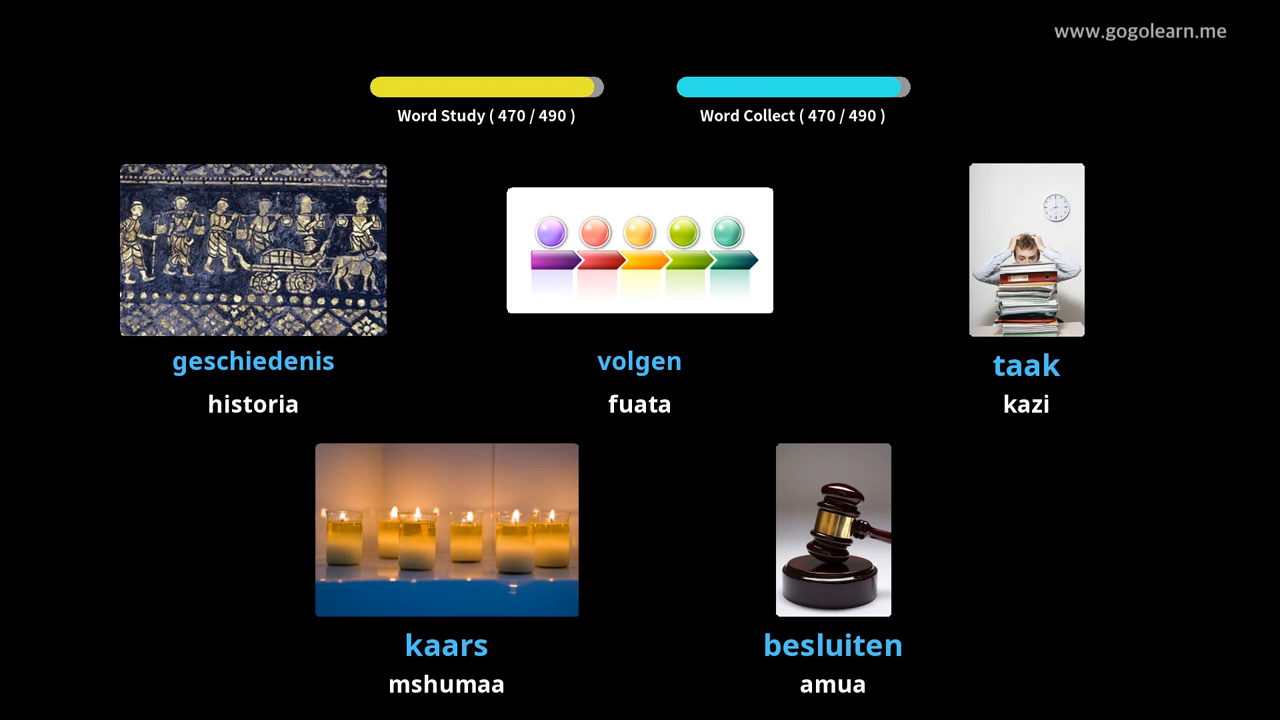 www.gogolearn.me
Word Study ( 470 / 490 )
Word Collect ( 470 / 490 )
geschiedenis
historia
volgen
fuata
taak
kazi
kaars
mshumaa
besluiten
amua